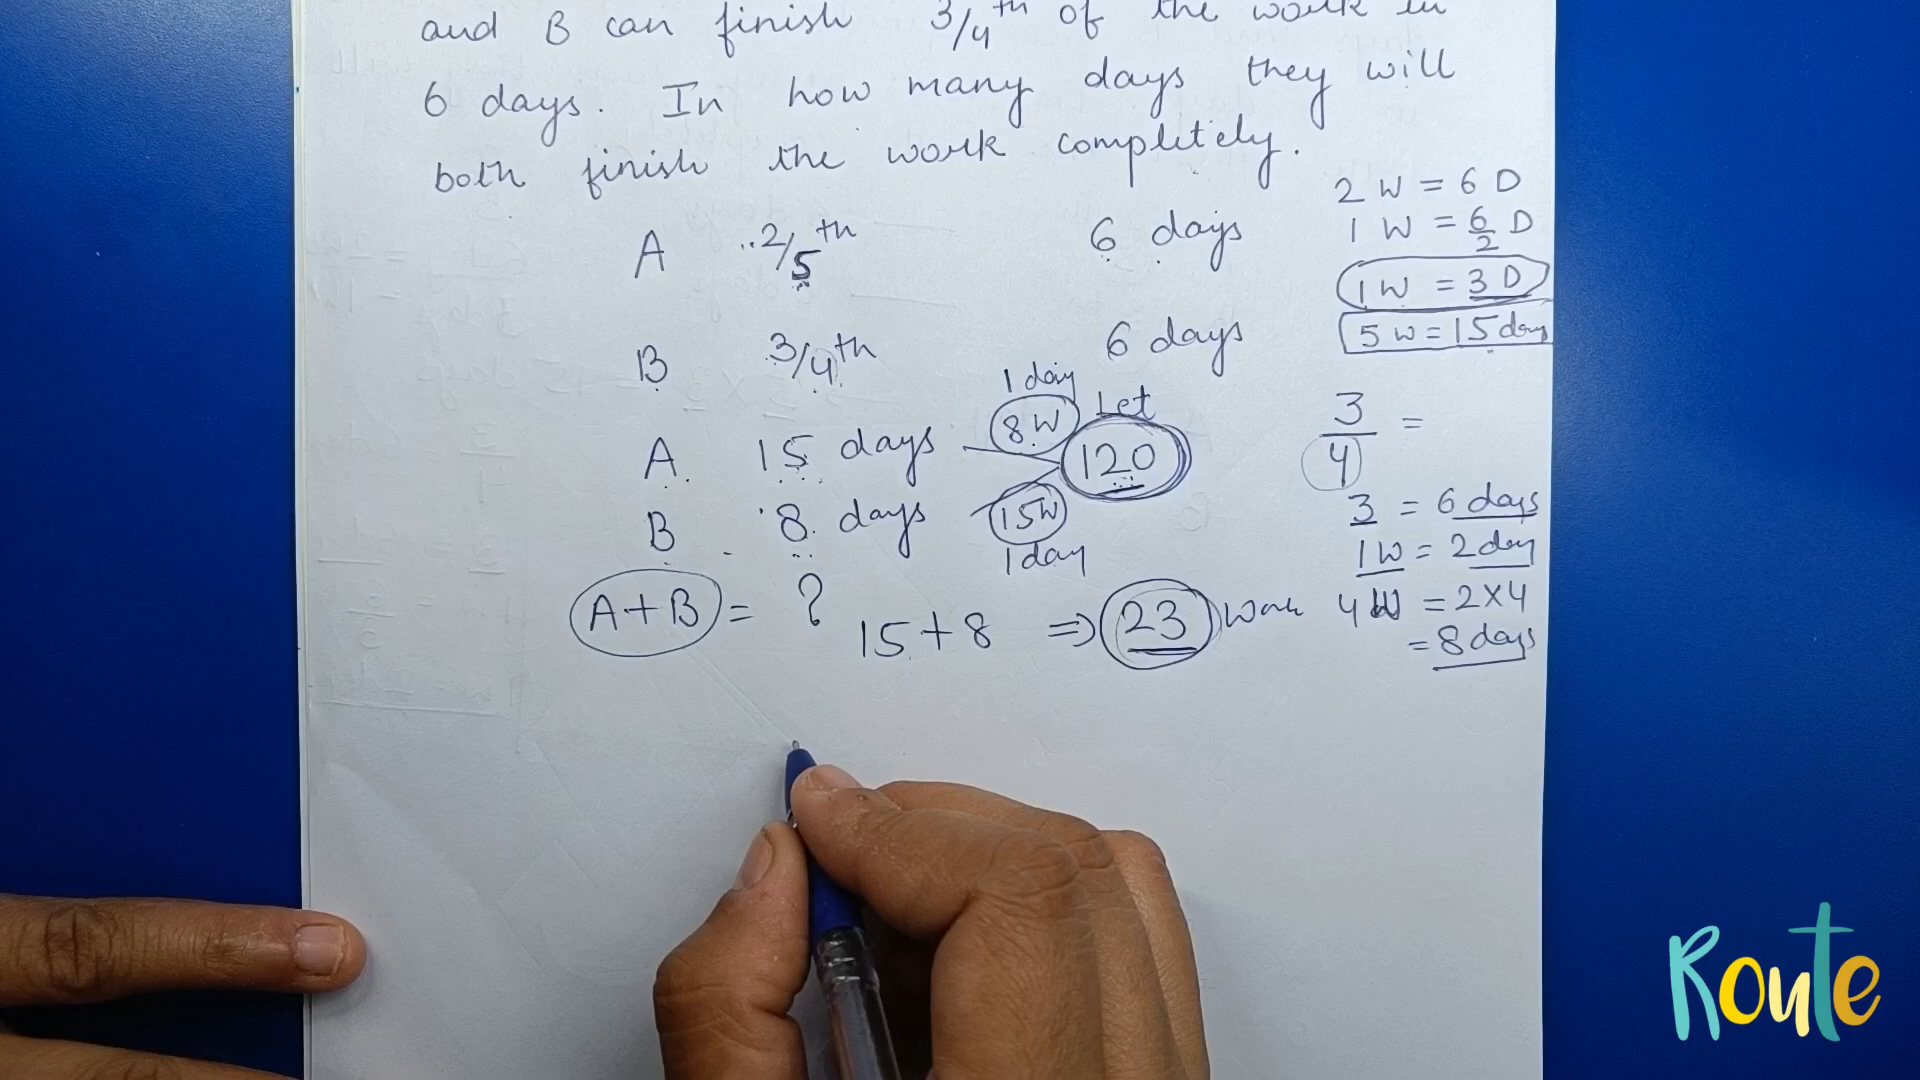 and B can finish 3/4th of the work in
6 days. In how many days they will
both finish the work completely.
A 2/5th 6 days
B 3/4th 6 days
A 15 days
B 8 days
1 day
8 W
Let
120
15W
1 day
A+B = ? 15+8 ⇒ 23 Work
2 W = 6 D
1 W = 6/2 D
1 W = 3 D
5 W = 15 days
3/4 =
3 = 6 days
1 W = 2 day
4 W = 2×4
= 8 days
Route